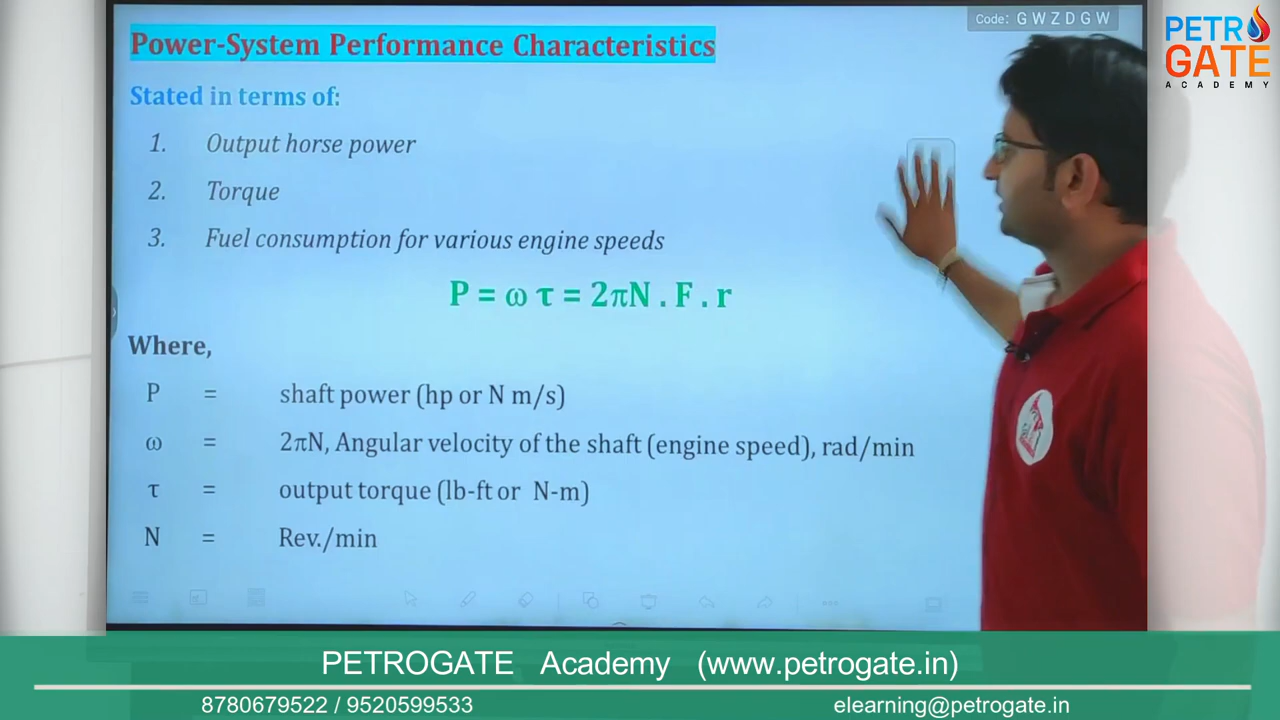 Code: G W Z D G W
PETR GATE
ACADEMY
Power-System Performance Characteristics
Stated in terms of:
1. Output horse power
2. Torque
3. Fuel consumption for various engine speeds
P = ω τ = 2πN . F . r
Where,
P = shaft power (hp or N m/s)
ω = 2πN, Angular velocity of the shaft (engine speed), rad/min
τ = output torque (lb-ft or N-m)
N = Rev./min
PETROGATE Academy (www.petrogate.in)
8780679522 / 9520599533 elearning@petrogate.in